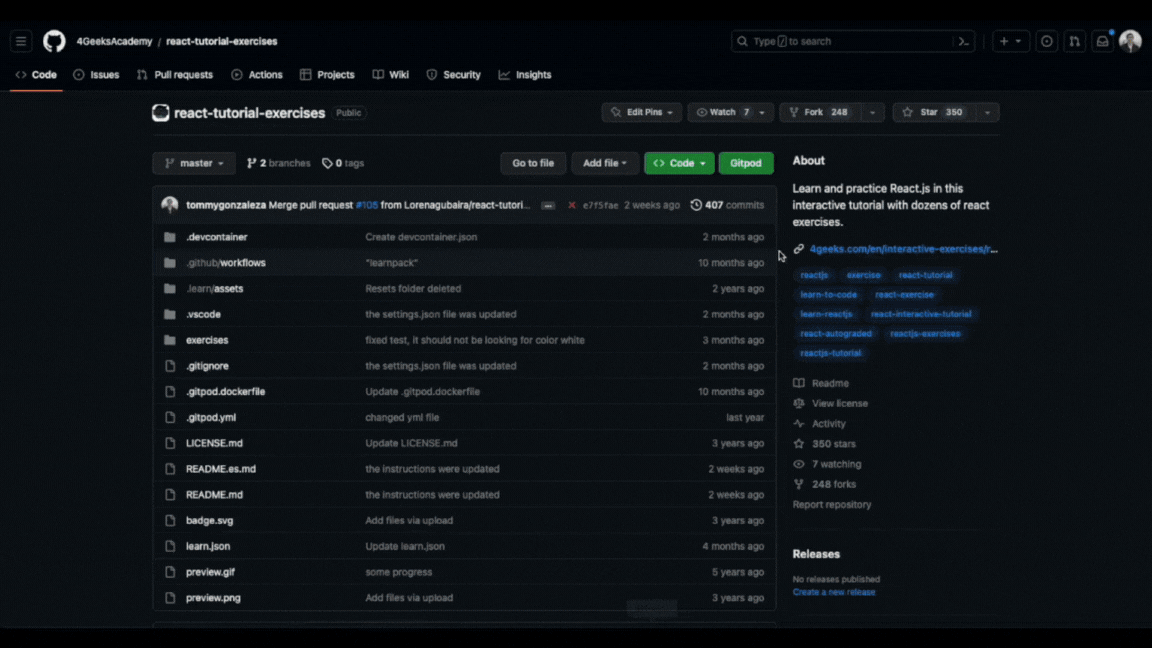 4GeeksAcademy / react-tutorial-exercises
Type / to search
Code Issues Pull requests Actions Projects Wiki Security Insights
react-tutorial-exercises Public
Edit Pins Watch 7 Fork 248 Star 350
master 2 branches 0 tags Go to file Add file Code Gitpod
tommygonzaleza Merge pull request #105 from Lorenagubaira/react-tutori... e7f5fae 2 weeks ago 407 commits
.devcontainer Create devcontainer.json 2 months ago
.github/workflows "learnpack" 10 months ago
.learn/assets Resets folder deleted 2 years ago
.vscode the settings.json file was updated 2 months ago
exercises fixed test, it should not be looking for color white 3 months ago
.gitignore the settings.json file was updated 2 months ago
.gitpod.dockerfile Update .gitpod.dockerfile 10 months ago
.gitpod.yml changed yml file last year
LICENSE.md Update LICENSE.md 3 years ago
README.es.md the instructions were updated 2 weeks ago
README.md the instructions were updated 2 weeks ago
badge.svg Add files via upload 3 years ago
learn.json Update learn.json 4 months ago
preview.gif some progress 5 years ago
preview.png Add files via upload 3 years ago
About
Learn and practice React.js in this
interactive tutorial with dozens of react
exercises.
4geeks.com/en/interactive-exercises/r...
reactjs exercise react-tutorial
learn-to-code react-exercise
learn-reactjs react-interactive-tutorial
react-autograded reactjs-exercises
reactjs-tutorial
Readme
View license
Activity
350 stars
7 watching
248 forks
Report repository
Releases
No releases published
Create a new release